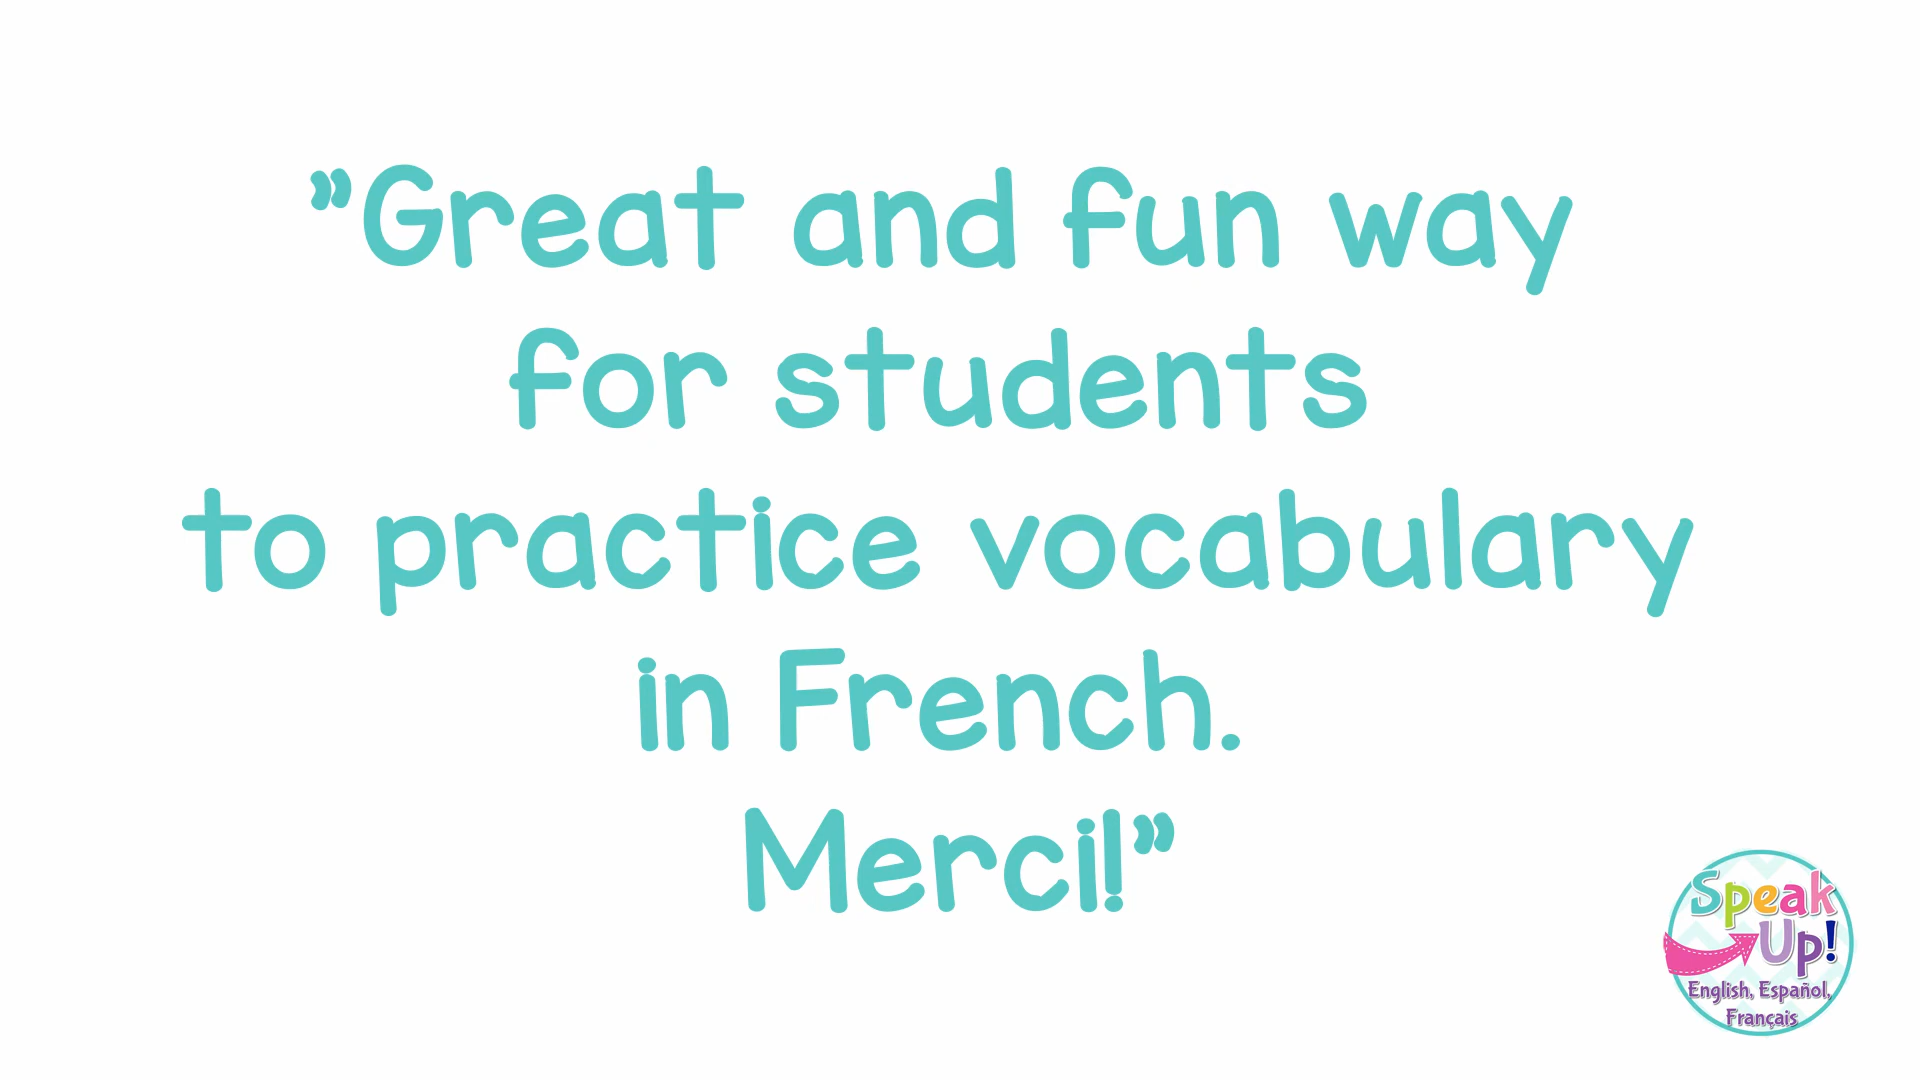 ”Great and fun way
for students
to practice vocabulary
in French.
Merci!”
Speak
Up!
English, Español,
Français